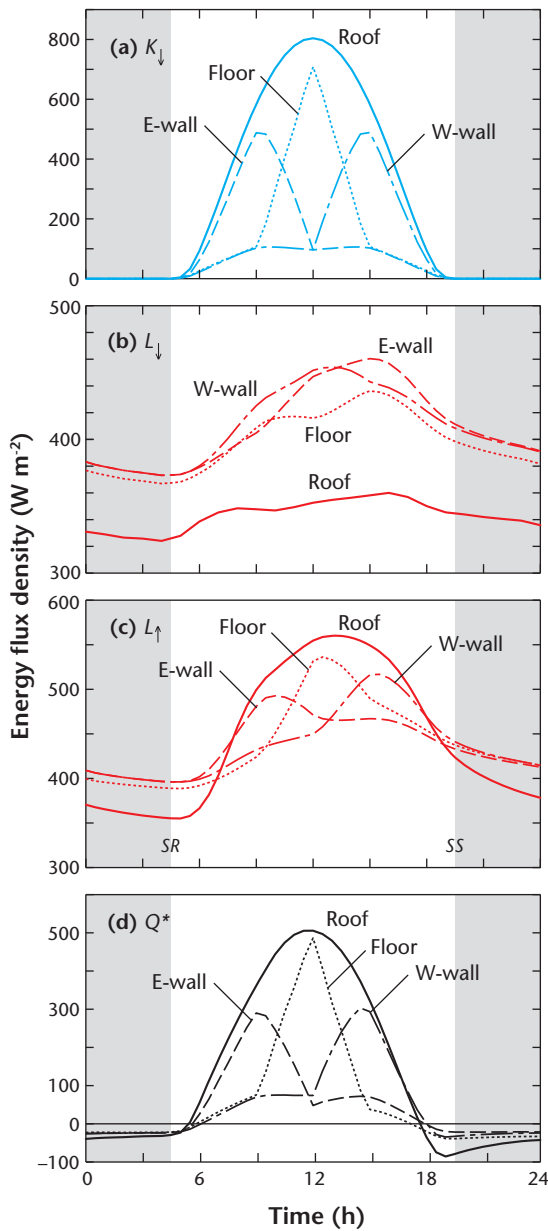 Energy flux density (W m⁻²)
(a) K↓
Roof
Floor
E-wall
W-wall
800
600
400
200
0
(b) L↓
E-wall
W-wall
Floor
Roof
500
400
300
(c) L↑
Roof
Floor
W-wall
E-wall
600
500
400
300
SR
SS
(d) Q*
Roof
Floor
E-wall
W-wall
500
300
100
0
−100
0
6
12
18
24
Time (h)